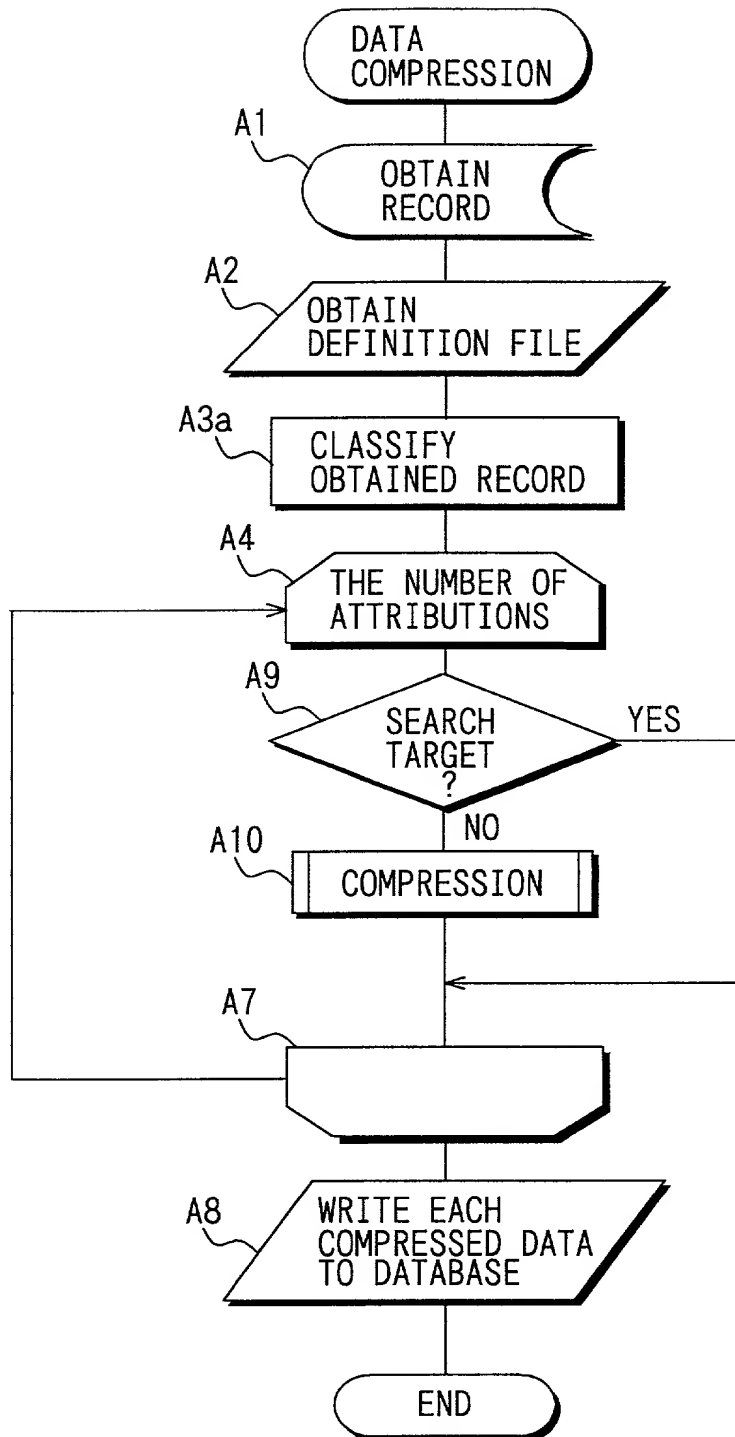 DATA
COMPRESSION
A1
OBTAIN
RECORD
A2
OBTAIN
DEFINITION FILE
A3a
CLASSIFY
OBTAINED RECORD
A4
THE NUMBER OF
ATTRIBUTIONS
A9
SEARCH
TARGET
?
YES
NO
A10
COMPRESSION
A7
A8
WRITE EACH
COMPRESSED DATA
TO DATABASE
END